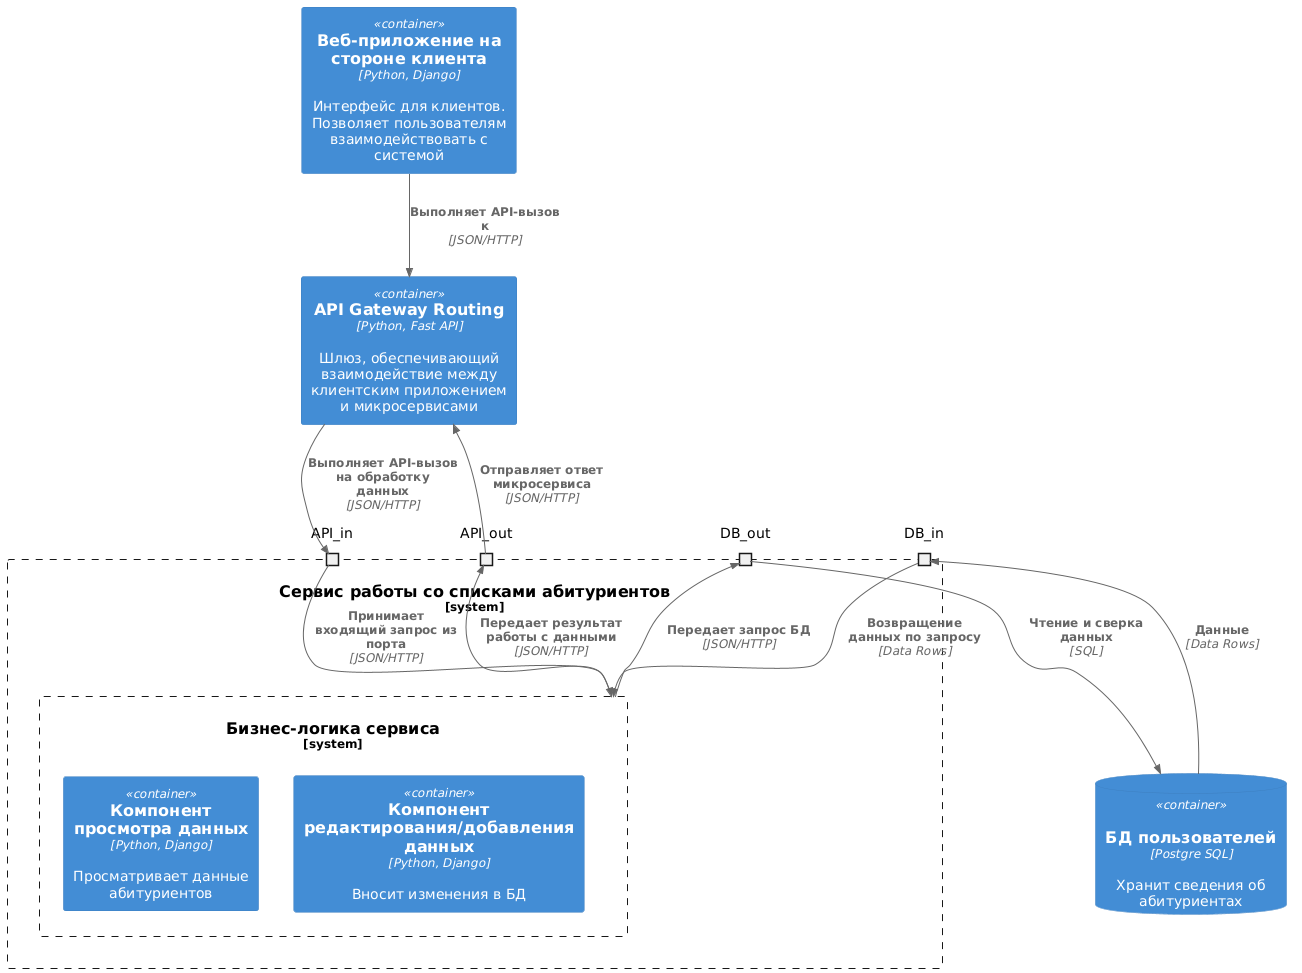 «container»
Веб-приложение на
стороне клиента
[Python, Django]
Интерфейс для клиентов.
Позволяет пользователям
взаимодействовать с
системой
Выполняет API-вызов
к
[JSON/HTTP]
«container»
API Gateway Routing
[Python, Fast API]
Шлюз, обеспечивающий
взаимодействие между
клиентским приложением
и микросервисами
Выполняет API-вызов
на обработку
данных
[JSON/HTTP]
Отправляет ответ
микросервиса
[JSON/HTTP]
API_in
API_out
DB_out
DB_in
Сервис работы со списками абитуриентов
[system]
Принимает
входящий запрос из
порта
[JSON/HTTP]
Передает результат
работы с данными
[JSON/HTTP]
Передает запрос БД
[JSON/HTTP]
Возвращение
данных по запросу
[Data Rows]
Чтение и сверка
данных
[SQL]
Данные
[Data Rows]
Бизнес-логика сервиса
[system]
«container»
Компонент
просмотра данных
[Python, Django]
Просматривает данные
абитуриентов
«container»
Компонент
редактирования/добавления
данных
[Python, Django]
Вносит изменения в БД
«container»
БД пользователей
[Postgre SQL]
Хранит сведения об
абитуриентах